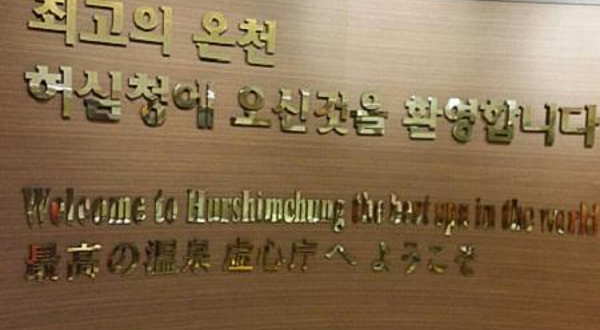 최고의 온천
허심청에 오신것을 환영합니다
Welcome to Hurshimchung the best spa in the world
最高の温泉 虚心庁へ ようこそ